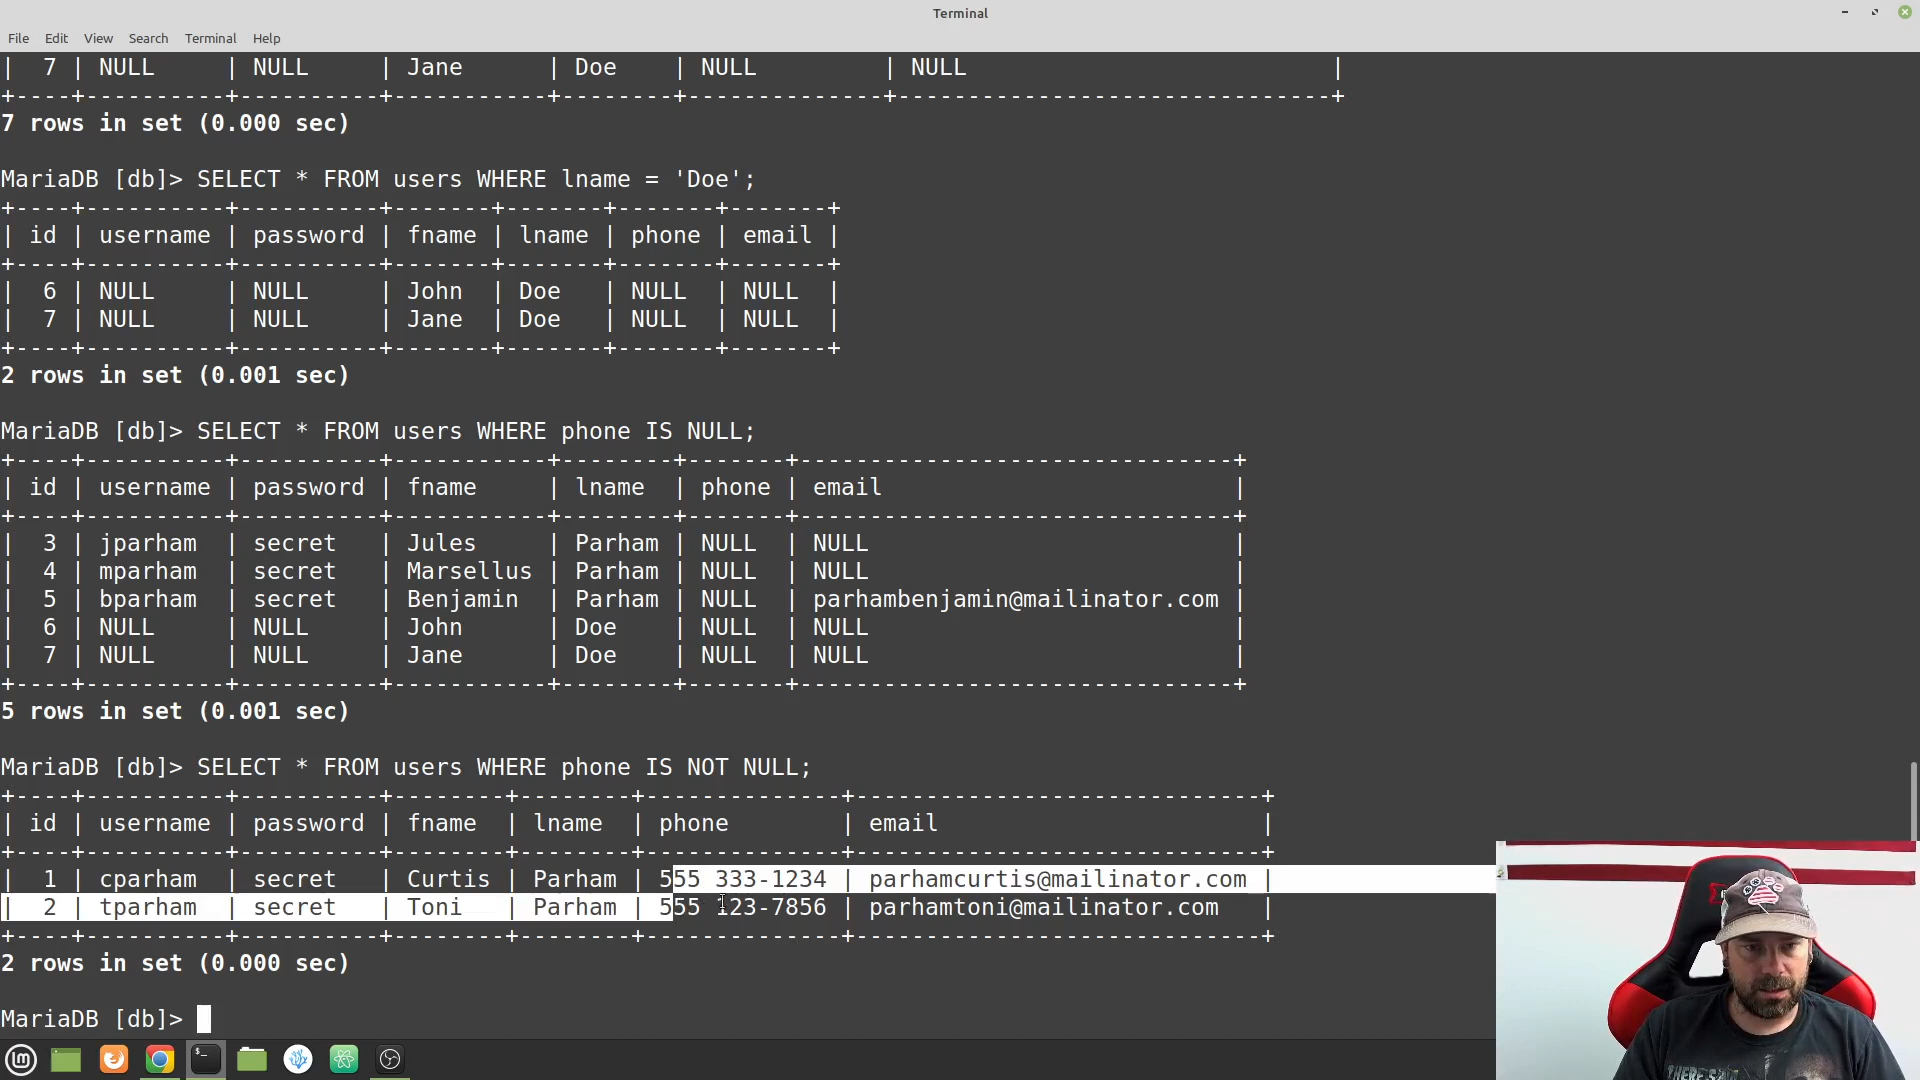 Terminal
File Edit View Search Terminal Help
| 7 | NULL | NULL | Jane | Doe | NULL | NULL |
+----+----------+----------+-----------+--------+--------------+-------------------------------+
7 rows in set (0.000 sec)
MariaDB [db]> SELECT * FROM users WHERE lname = 'Doe';
+----+----------+----------+-------+-------+-------+-------+
| id | username | password | fname | lname | phone | email |
+----+----------+----------+-------+-------+-------+-------+
| 6 | NULL | NULL | John | Doe | NULL | NULL |
| 7 | NULL | NULL | Jane | Doe | NULL | NULL |
+----+----------+----------+-------+-------+-------+-------+
2 rows in set (0.001 sec)
MariaDB [db]> SELECT * FROM users WHERE phone IS NULL;
+----+----------+----------+-----------+--------+-------+-------------------------------+
| id | username | password | fname | lname | phone | email |
+----+----------+----------+-----------+--------+-------+-------------------------------+
| 3 | jparham | secret | Jules | Parham | NULL | NULL |
| 4 | mparham | secret | Marsellus | Parham | NULL | NULL |
| 5 | bparham | secret | Benjamin | Parham | NULL | parhambenjamin@mailinator.com |
| 6 | NULL | NULL | John | Doe | NULL | NULL |
| 7 | NULL | NULL | Jane | Doe | NULL | NULL |
+----+----------+----------+-----------+--------+-------+-------------------------------+
5 rows in set (0.001 sec)
MariaDB [db]> SELECT * FROM users WHERE phone IS NOT NULL;
+----+----------+----------+--------+--------+--------------+-----------------------------+
| id | username | password | fname | lname | phone | email |
+----+----------+----------+--------+--------+--------------+-----------------------------+
| 1 | cparham | secret | Curtis | Parham | 555 333-1234 | parhamcurtis@mailinator.com |
| 2 | tparham | secret | Toni | Parham | 555 123-7856 | parhamtoni@mailinator.com |
+----+----------+----------+--------+--------+--------------+-----------------------------+
2 rows in set (0.000 sec)
MariaDB [db]>